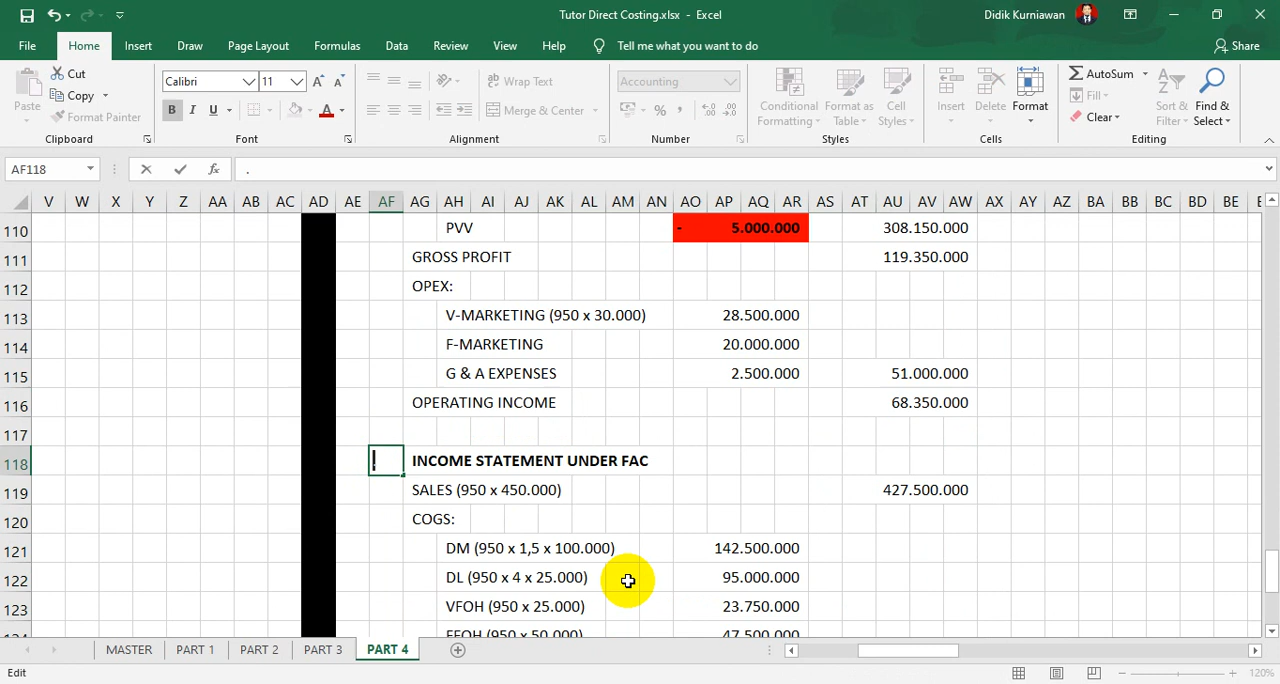 Tutor Direct Costing.xlsx - Excel
Didik Kurniawan
File Home Insert Draw Page Layout Formulas Data Review View Help Tell me what you want to do Share
Paste Cut Calibri 11 Wrap Text Accounting Conditional Formatting Format as Table Cell Styles Insert Delete Format AutoSum Sort & Filter Find & Select
Copy Fill
Format Painter B I U Merge & Center % Clear
Clipboard Font Alignment Number Styles Cells Editing
AF118 fx .
V W X Y Z AA AB AC AD AE AF AG AH AI AJ AK AL AM AN AO AP AQ AR AS AT AU AV AW AX AY AZ BA BB BC BD BE
110 PVV - 5.000.000 308.150.000
111 GROSS PROFIT 119.350.000
112 OPEX:
113 V-MARKETING (950 x 30.000) 28.500.000
114 F-MARKETING 20.000.000
115 G & A EXPENSES 2.500.000 51.000.000
116 OPERATING INCOME 68.350.000
117
118 INCOME STATEMENT UNDER FAC
119 SALES (950 x 450.000) 427.500.000
120 COGS:
121 DM (950 x 1,5 x 100.000) 142.500.000
122 DL (950 x 4 x 25.000) 95.000.000
123 VFOH (950 x 25.000) 23.750.000
124 FFOH (950 x 50.000) 47.500.000
MASTER PART 1 PART 2 PART 3 PART 4
Edit 120%